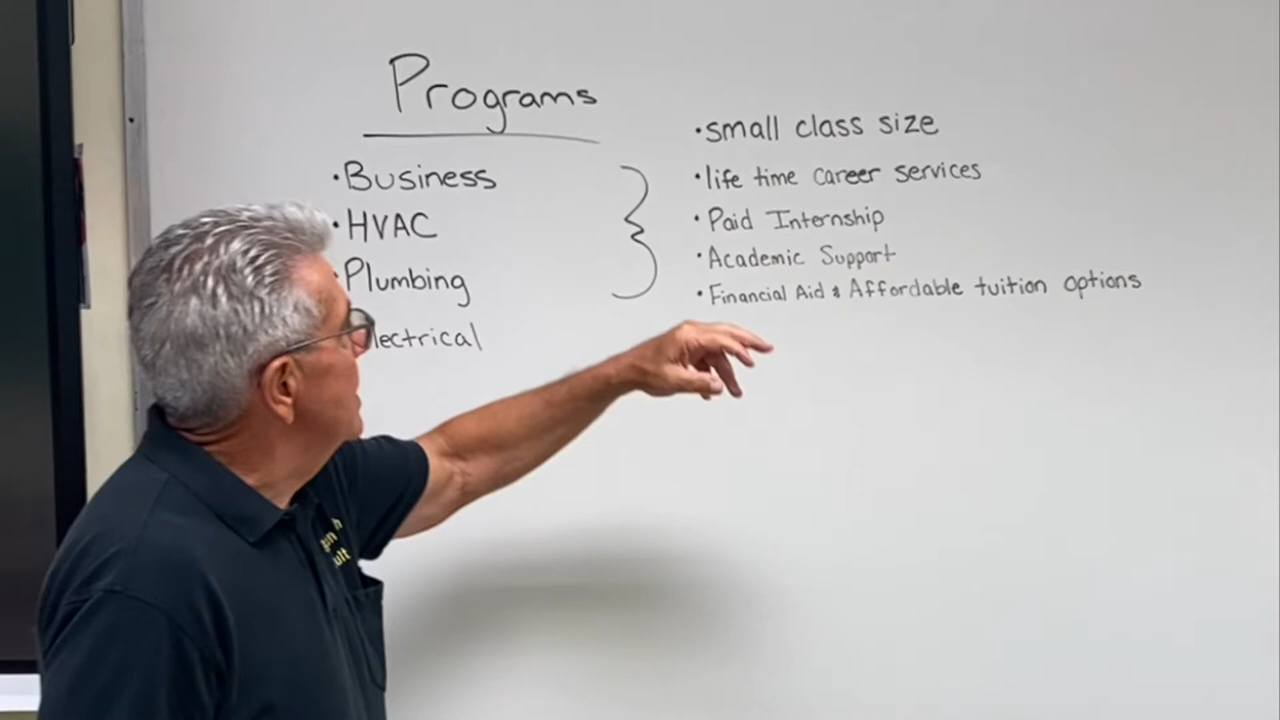 Programs
• Business
• HVAC
• Plumbing
lectrical
• small class size
• life time career services
• Paid Internship
• Academic Support
• Financial Aid & Affordable tuition options